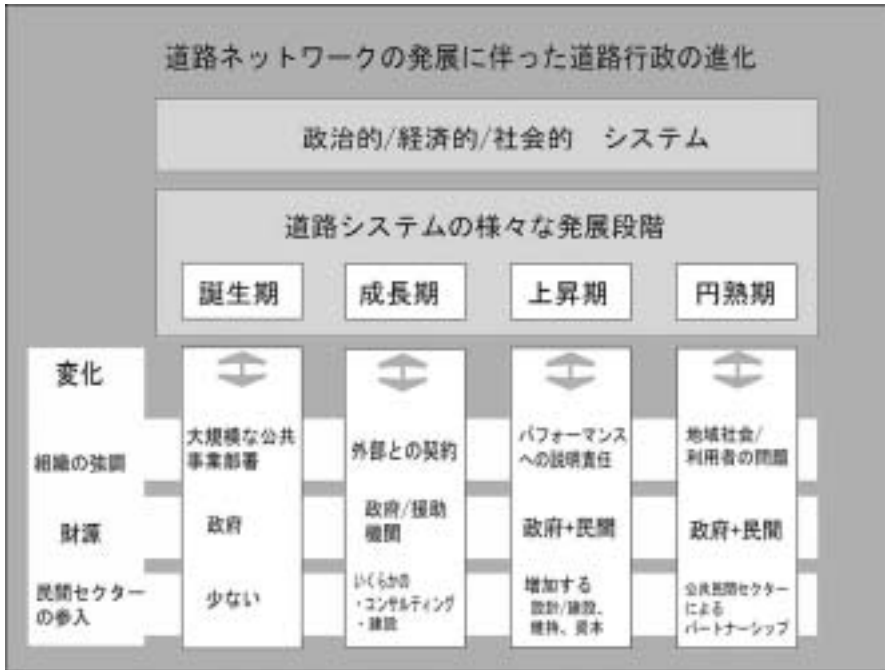 道路ネットワークの発展に伴った道路行政の進化
政治的/経済的/社会的　システム
道路システムの様々な発展段階
誕生期
成長期
上昇期
円熟期
変化
組織の強調
大規模な公共
事業部署
外部との契約
パフォーマンス
への説明責任
地域社会/
利用者の問題
財源
政府
政府/援助
機関
政府+民間
政府+民間
民間セクター
の参入
少ない
いくらかの
・コンサルティング
・建設
増加する
設計/建設、
維持、資本
公共民間セクター
による
パートナーシップ